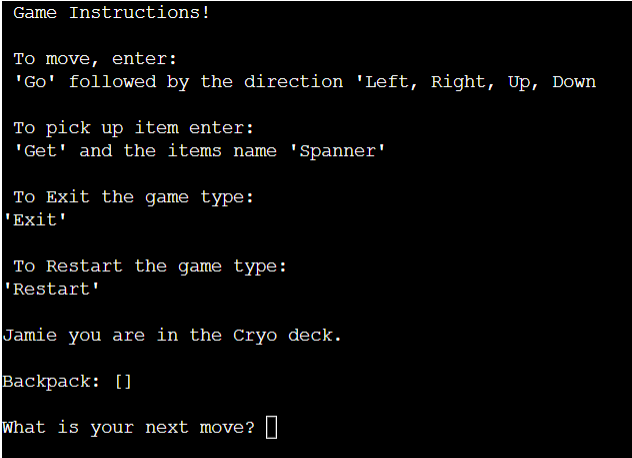 Game Instructions!
To move, enter:
'Go' followed by the direction 'Left, Right, Up, Down
To pick up item enter:
'Get' and the items name 'Spanner'
To Exit the game type:
'Exit'
To Restart the game type:
'Restart'
Jamie you are in the Cryo deck.
Backpack: []
What is your next move?